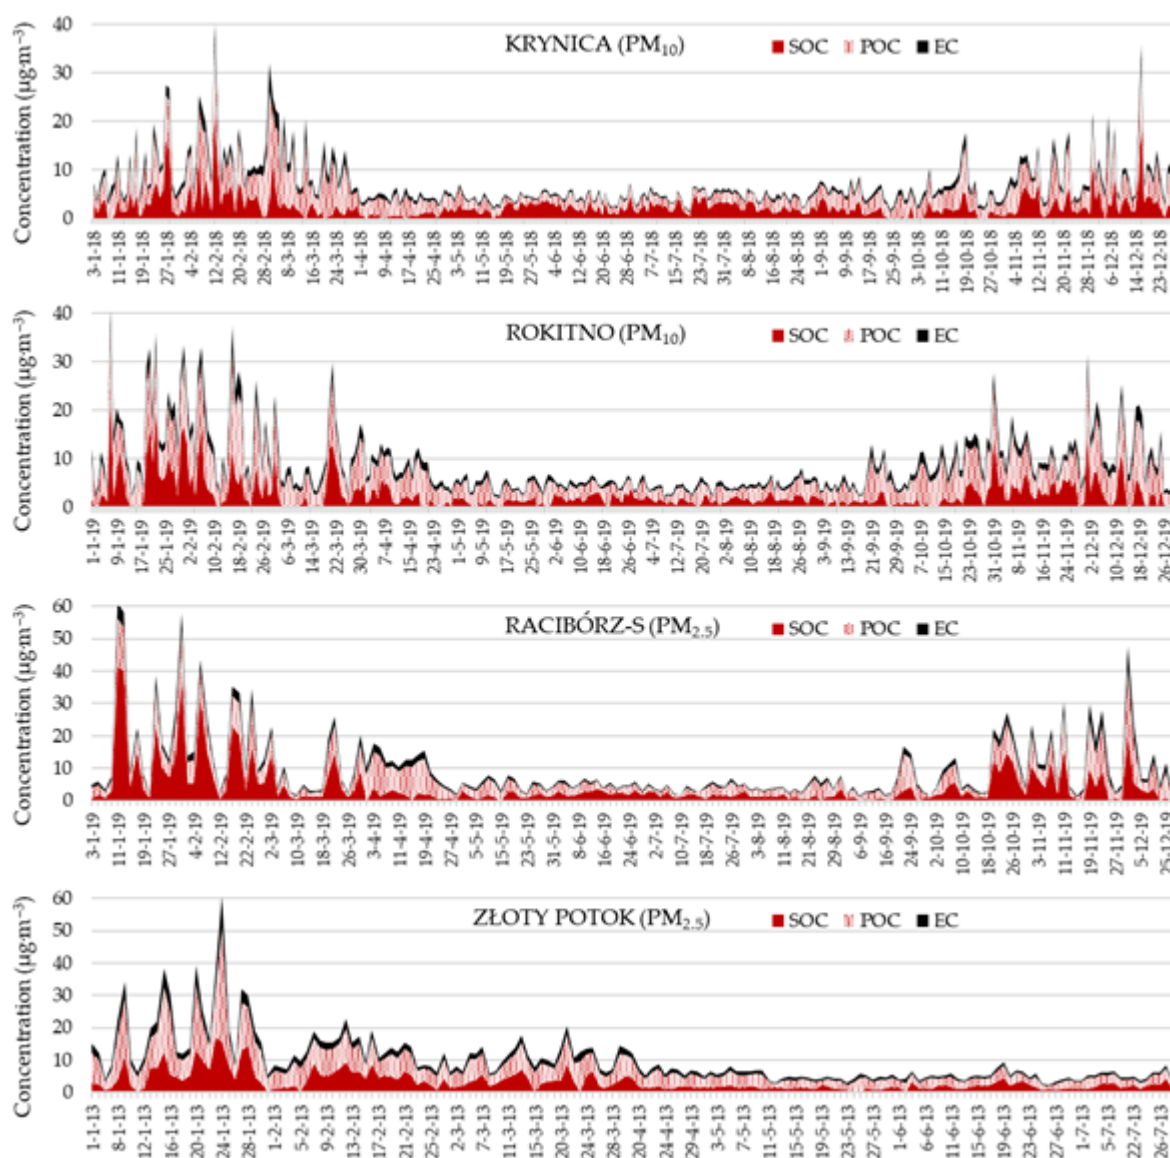 Concentration (µg·m⁻³)
40
30
20
10
0
KRYNICA (PM₁₀) SOC POC EC
3-1-18 11-1-18 19-1-18 27-1-18 4-2-18 12-2-18 20-2-18 28-2-18 8-3-18 16-3-18 24-3-18 1-4-18 9-4-18 17-4-18 25-4-18 3-5-18 11-5-18 19-5-18 27-5-18 4-6-18 12-6-18 20-6-18 28-6-18 7-7-18 15-7-18 23-7-18 31-7-18 8-8-18 16-8-18 24-8-18 1-9-18 9-9-18 17-9-18 25-9-18 3-10-18 11-10-18 19-10-18 27-10-18 4-11-18 12-11-18 20-11-18 28-11-18 6-12-18 14-12-18 23-12-18
Concentration (µg·m⁻³)
40
30
20
10
0
ROKITNO (PM₁₀) SOC POC EC
1-1-19 9-1-19 17-1-19 25-1-19 2-2-19 10-2-19 18-2-19 26-2-19 6-3-19 14-3-19 22-3-19 30-3-19 7-4-19 15-4-19 23-4-19 1-5-19 9-5-19 17-5-19 25-5-19 2-6-19 10-6-19 18-6-19 26-6-19 4-7-19 12-7-19 20-7-19 2-8-19 10-8-19 18-8-19 26-8-19 3-9-19 13-9-19 21-9-19 29-9-19 7-10-19 15-10-19 23-10-19 31-10-19 8-11-19 16-11-19 24-11-19 2-12-19 10-12-19 18-12-19 26-12-19
Concentration (µg·m⁻³)
60
50
40
30
20
10
0
RACIBÓRZ-S (PM₂.₅) SOC POC EC
3-1-19 11-1-19 19-1-19 27-1-19 4-2-19 12-2-19 22-2-19 2-3-19 10-3-19 18-3-19 26-3-19 3-4-19 11-4-19 19-4-19 27-4-19 5-5-19 15-5-19 23-5-19 31-5-19 8-6-19 16-6-19 24-6-19 2-7-19 10-7-19 18-7-19 26-7-19 3-8-19 11-8-19 21-8-19 29-8-19 6-9-19 16-9-19 24-9-19 2-10-19 10-10-19 18-10-19 26-10-19 3-11-19 11-11-19 19-11-19 27-11-19 5-12-19 25-12-19
Concentration (µg·m⁻³)
60
50
40
30
20
10
0
ZŁOTY POTOK (PM₂.₅) SOC POC EC
1-1-13 8-1-13 12-1-13 16-1-13 20-1-13 24-1-13 28-1-13 1-2-13 5-2-13 9-2-13 13-2-13 17-2-13 21-2-13 25-2-13 2-3-13 7-3-13 11-3-13 15-3-13 20-3-13 24-3-13 28-3-13 20-4-13 24-4-13 29-4-13 3-5-13 7-5-13 11-5-13 15-5-13 19-5-13 23-5-13 27-5-13 1-6-13 6-6-13 11-6-13 15-6-13 19-6-13 23-6-13 27-6-13 1-7-13 5-7-13 22-7-13 26-7-13